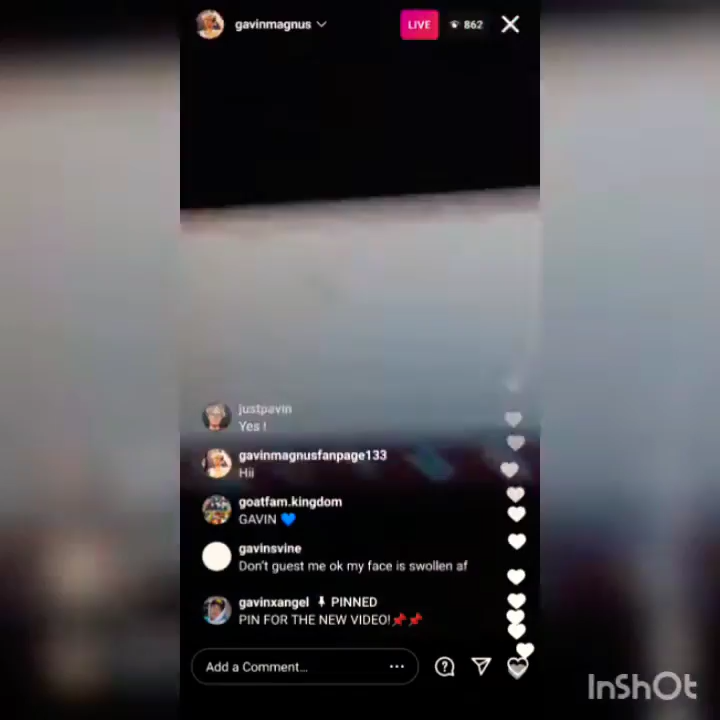 gavinmagnus
LIVE
862
justpavin
Yes !
gavinmagnusfanpage133
Hii
goatfam.kingdom
GAVIN 💙
gavinsvine
Don't guest me ok my face is swollen af
gavinxangel 📌 PINNED
PIN FOR THE NEW VIDEO!📌📌
Add a Comment...
InShOt